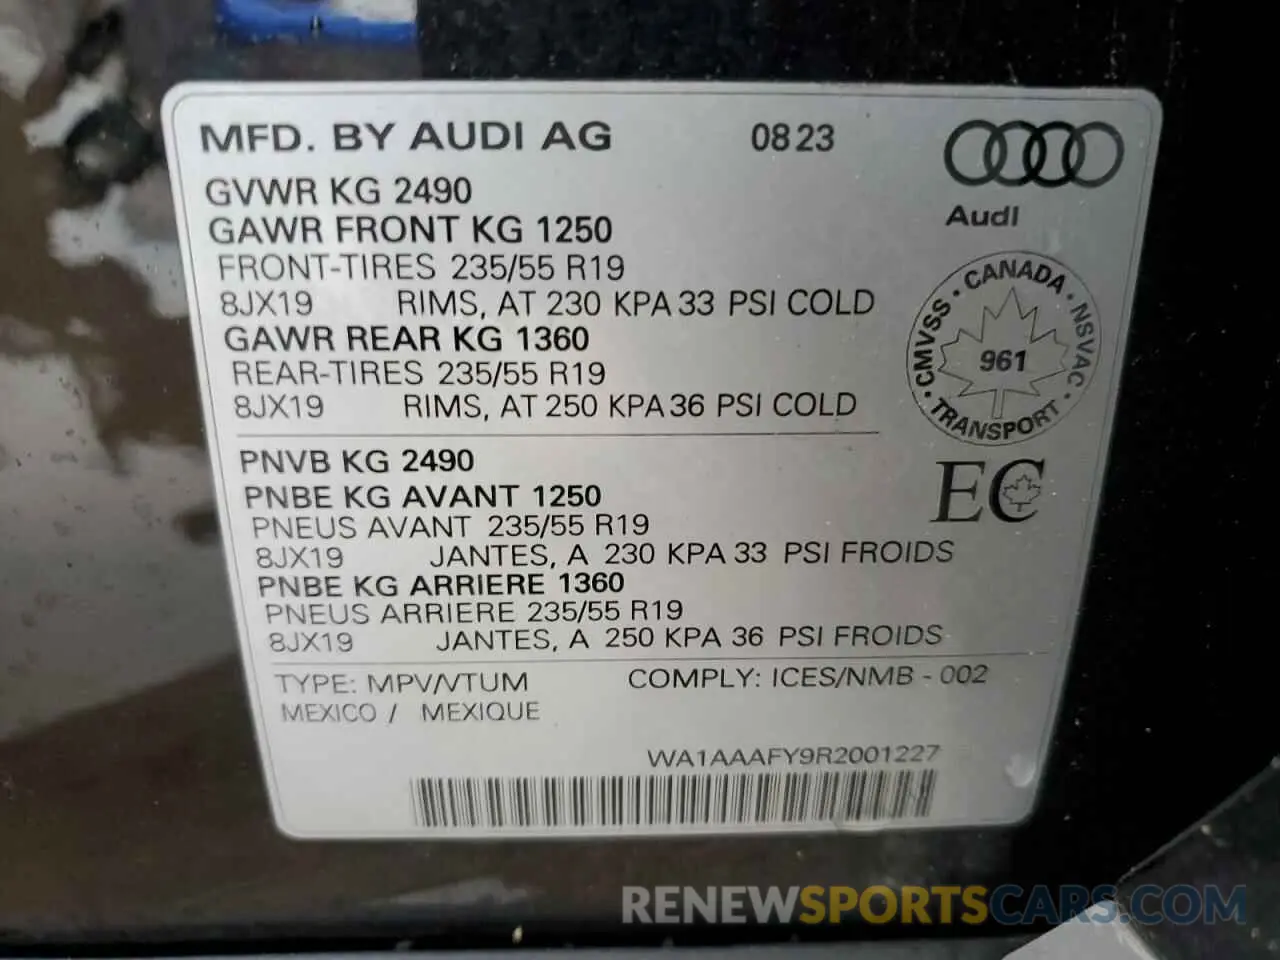 MFD. BY AUDI AG 0823
Audi
GVWR KG 2490
GAWR FRONT KG 1250
FRONT-TIRES 235/55 R19
8JX19 RIMS, AT 230 KPA 33 PSI COLD
GAWR REAR KG 1360
REAR-TIRES 235/55 R19
8JX19 RIMS, AT 250 KPA 36 PSI COLD
CANADA · NSVAC · TRANSPORT · CMVSS ·
961
EC
PNVB KG 2490
PNBE KG AVANT 1250
PNEUS AVANT 235/55 R19
8JX19 JANTES, A 230 KPA 33 PSI FROIDS
PNBE KG ARRIERE 1360
PNEUS ARRIERE 235/55 R19
8JX19 JANTES, A 250 KPA 36 PSI FROIDS
TYPE: MPV/VTUM COMPLY: ICES/NMB - 002
MEXICO / MEXIQUE
WA1AAAFY9R2001227
RENEWSPORTSCARS.COM